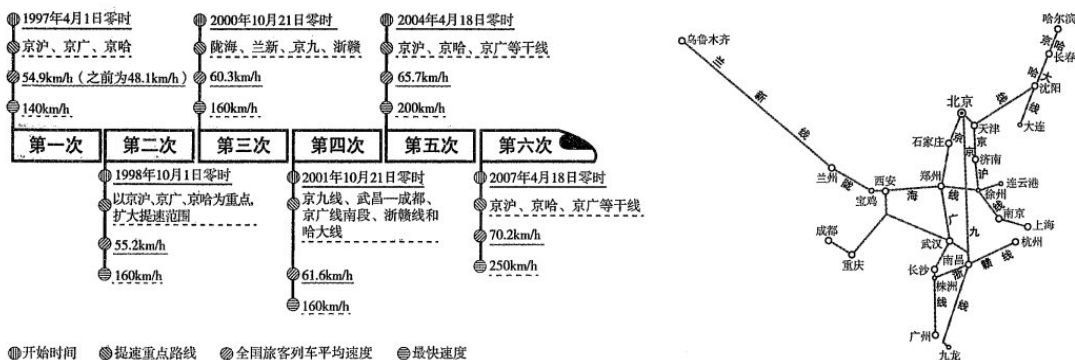 1997年4月1日零时
京沪、京广、京哈
54.9km/h（之前为48.1km/h）
140km/h
2000年10月21日零时
陇海、兰新、京九、浙赣
60.3km/h
160km/h
2004年4月18日零时
京沪、京哈、京广等干线
65.7km/h
200km/h
第一次
第二次
第三次
第四次
第五次
第六次
1998年10月1日零时
以京沪、京广、京哈为重点,
扩大提速范围
55.2km/h
160km/h
2001年10月21日零时
京九线、武昌—成都、
京广线南段、浙赣线和
哈大线
61.6km/h
160km/h
2007年4月18日零时
京沪、京哈、京广等干线
70.2km/h
250km/h
开始时间
提速重点路线
全国旅客列车平均速度
最快速度
哈尔滨
乌鲁木齐
京哈线
长春
哈大线
沈阳
兰新线
北京
大连
天津
石家庄
京
京
京
济南
兰州
陇海线
西安
郑州
沪
连云港
宝鸡
徐州
线
广
南京
上海
成都
九
武汉
杭州
重庆
南昌
浙赣线
长沙
株洲
线
线
广州
九龙